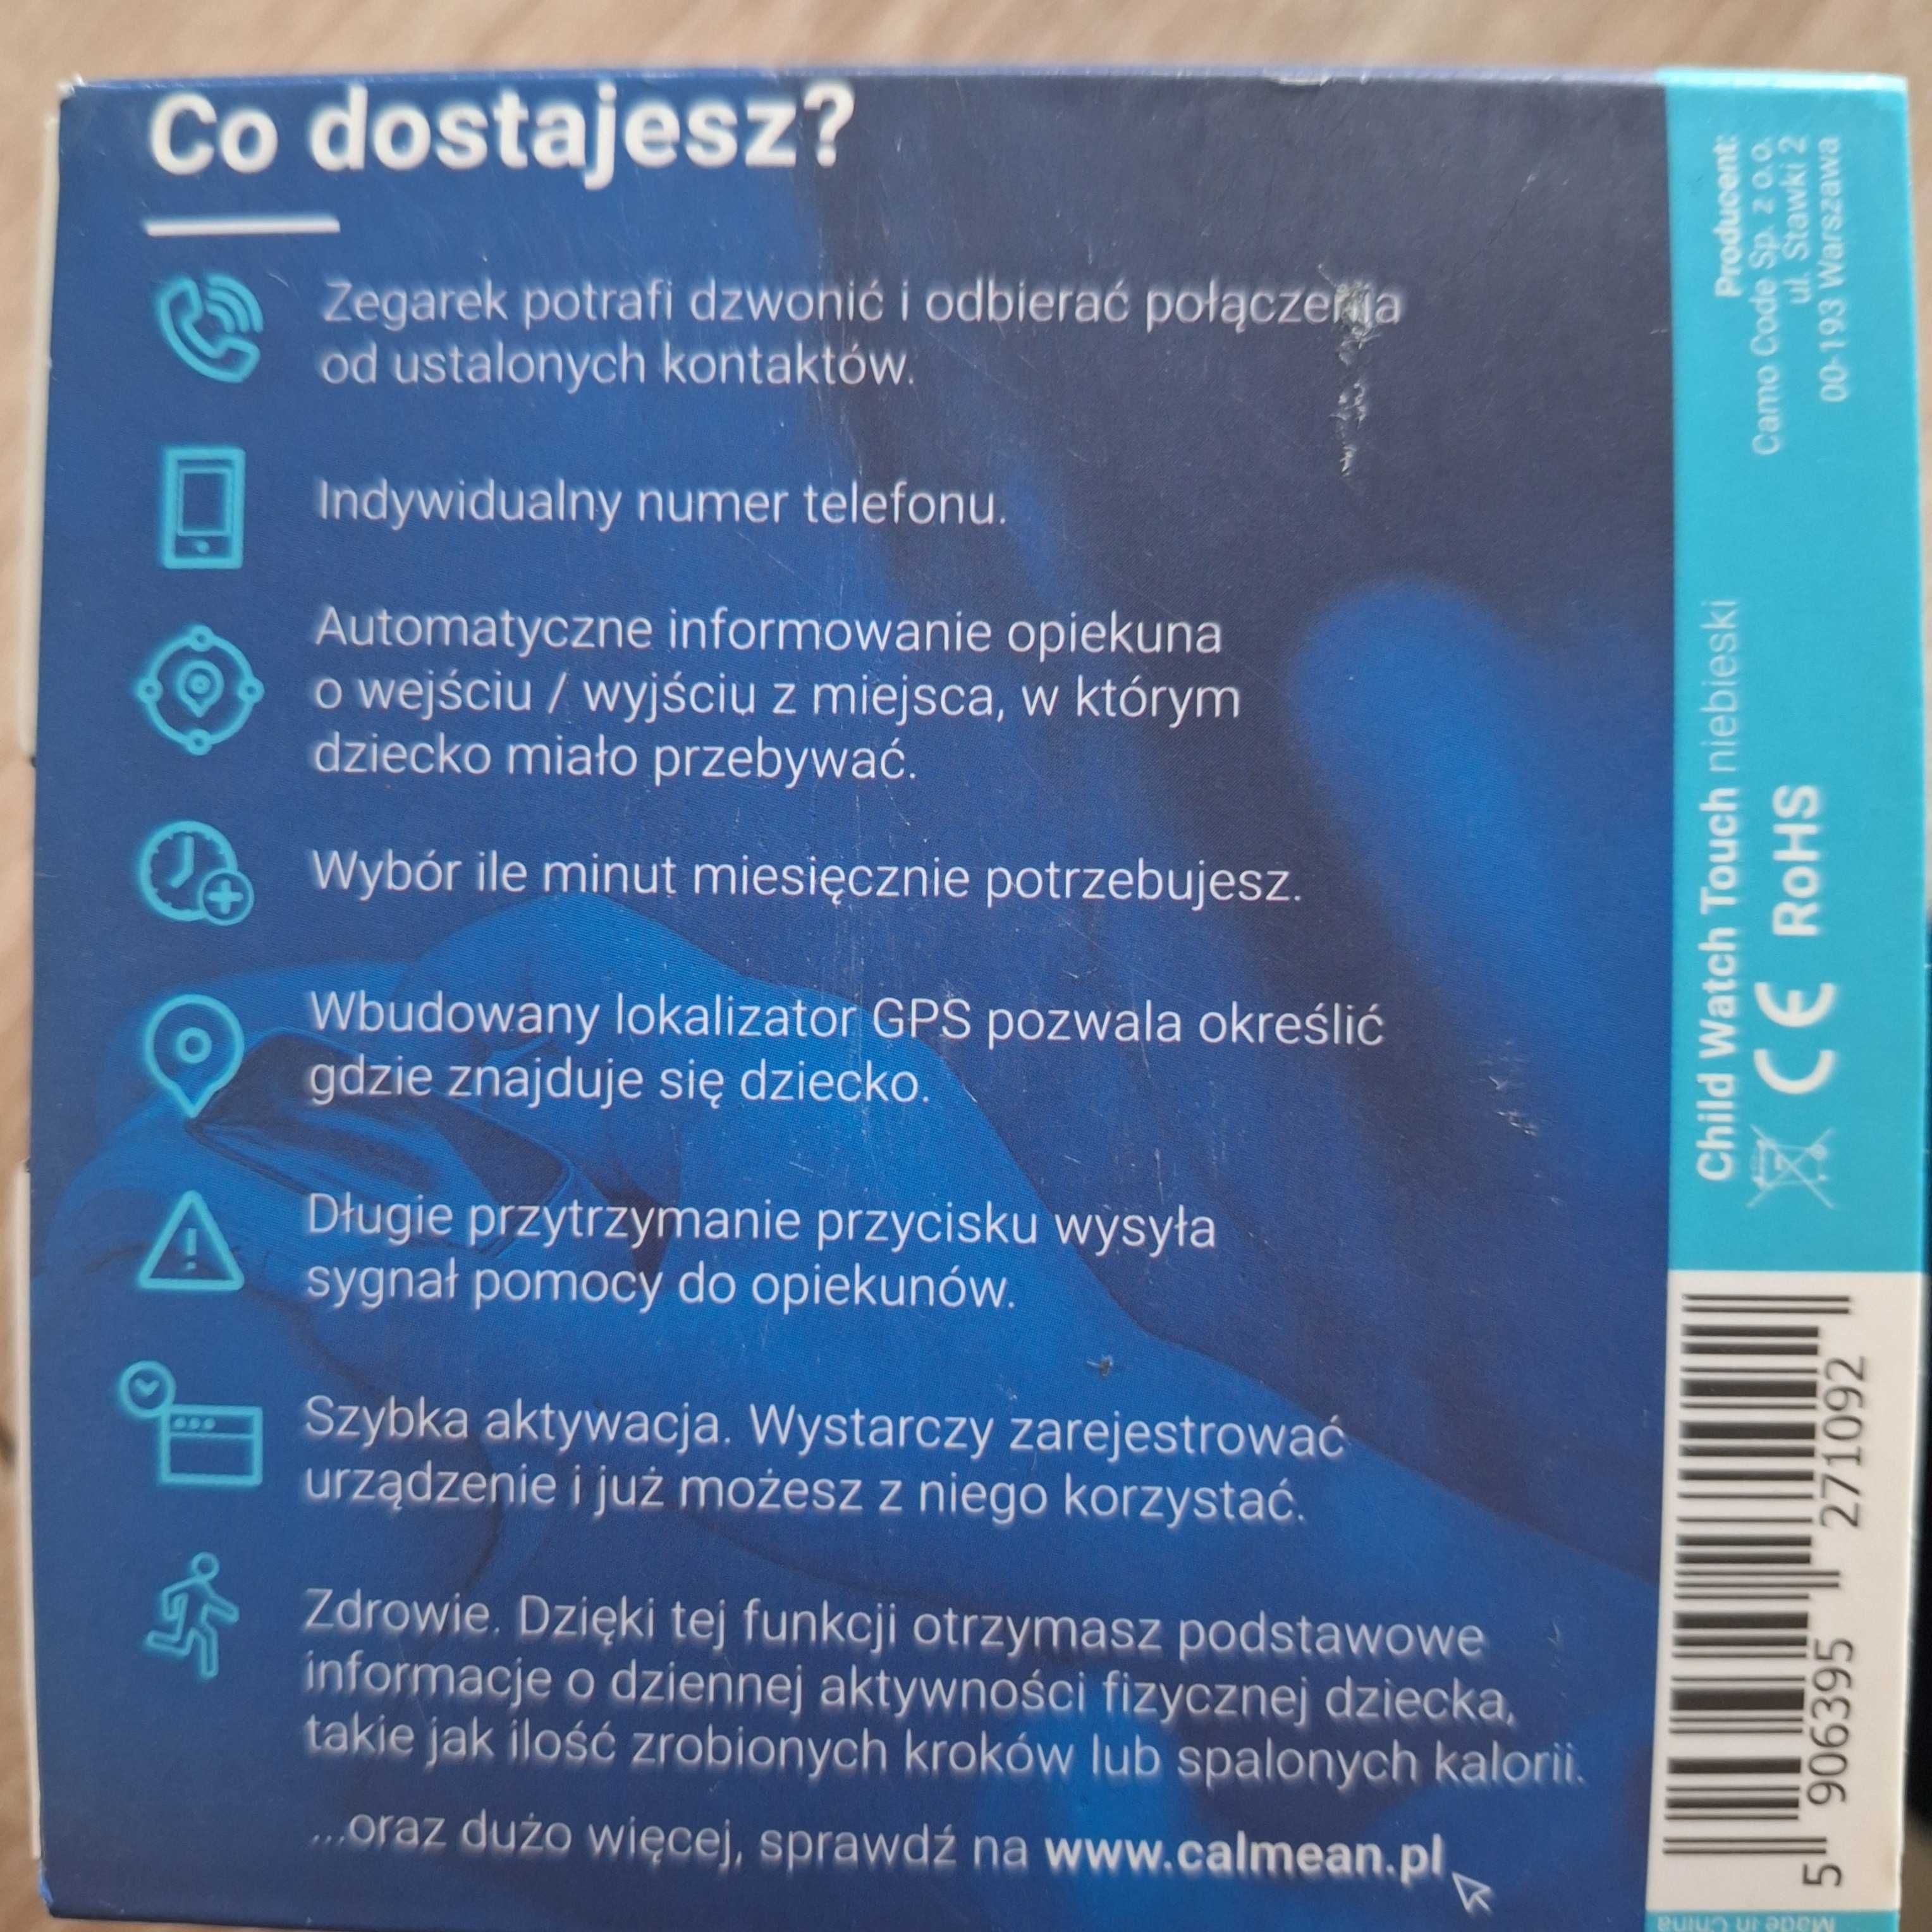 Co dostajesz?
Zegarek potrafi dzwonić i odbierać połączenia
od ustalonych kontaktów.
Indywidualny numer telefonu.
Automatyczne informowanie opiekuna
o wejściu / wyjściu z miejsca, w którym
dziecko miało przebywać.
Wybór ile minut miesięcznie potrzebujesz.
Wbudowany lokalizator GPS pozwala określić
gdzie znajduje się dziecko.
Długie przytrzymanie przycisku wysyła
sygnał pomocy do opiekunów.
Szybka aktywacja. Wystarczy zarejestrować
urządzenie i już możesz z niego korzystać.
Zdrowie. Dzięki tej funkcji otrzymasz podstawowe
informacje o dziennej aktywności fizycznej dziecka,
takie jak ilość zrobionych kroków lub spalonych kalorii.
...oraz dużo więcej, sprawdź na www.calmean.pl
Producent:
Camo Code Sp. z o.o.
ul. Stawki 2
00-193 Warszawa
Child Watch Touch niebieski
CE RoHS
5 906395 271092
Made in China